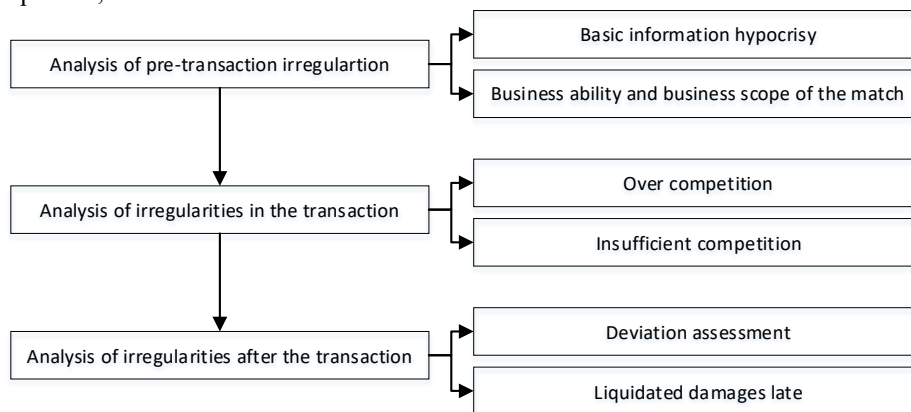 Analysis of pre-transaction irregulartion
Basic information hypocrisy
Business ability and business scope of the match
Analysis of irregularities in the transaction
Over competition
Insufficient competition
Analysis of irregularities after the transaction
Deviation assessment
Liquidated damages late